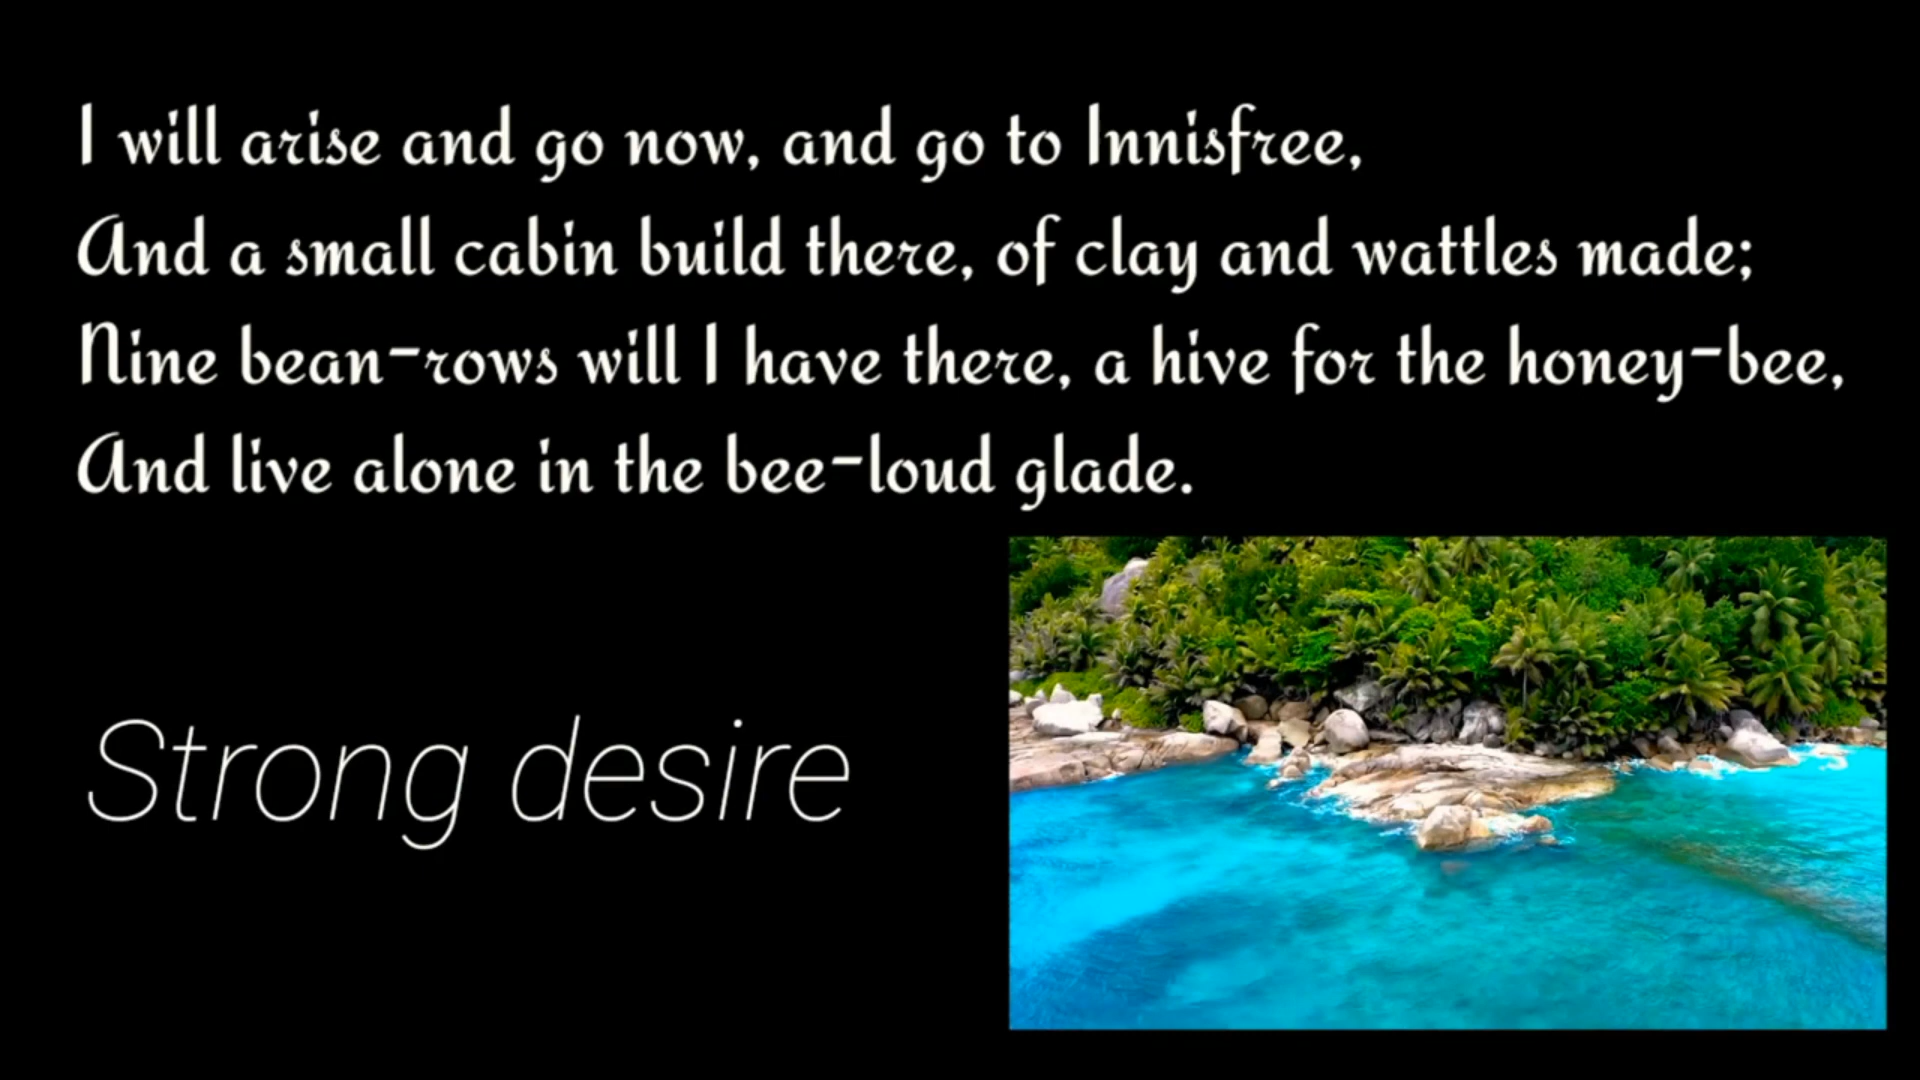 I will arise and go now, and go to Innisfree,
And a small cabin build there, of clay and wattles made;
Nine bean-rows will I have there, a hive for the honey-bee,
And live alone in the bee-loud glade.
Strong desire